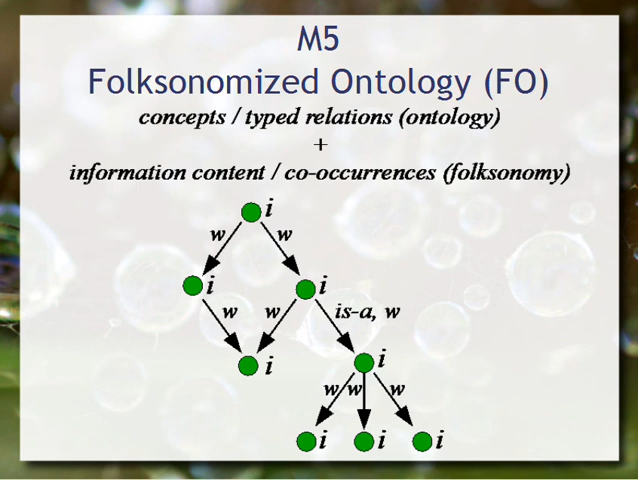 M5
Folksonomized Ontology (FO)
concepts / typed relations (ontology)
+
information content / co-occurrences (folksonomy)
i
w w
i i
w w is-a, w
i i
w w w
i i i